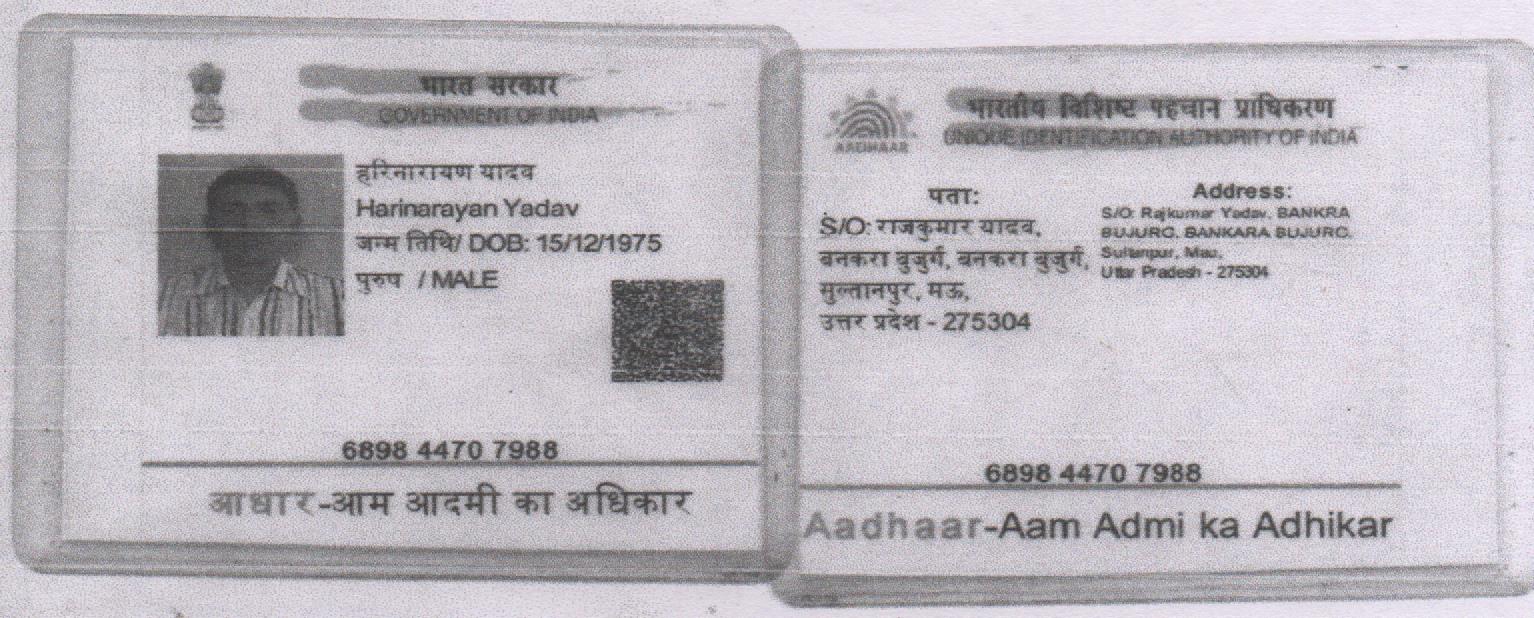 भारत सरकार
GOVERNMENT OF INDIA
हरिनारायण यादव
Harinarayan Yadav
जन्म तिथि/ DOB: 15/12/1975
पुरुष / MALE
6898 4470 7988
आधार-आम आदमी का अधिकार
भारतीय विशिष्ट पहचान प्राधिकरण
UNIQUE IDENTIFICATION AUTHORITY OF INDIA
AADHAAR
पता:
S/O: राजकुमार यादव,
बनकरा बुजुर्ग, बनकरा बुजुर्ग,
सुल्तानपुर, मऊ,
उत्तर प्रदेश - 275304
Address:
S/O: Rajkumar Yadav, BANKRA
BUJURG, BANKARA BUJURG,
Sultanpur, Mau,
Uttar Pradesh - 275304
6898 4470 7988
Aadhaar-Aam Admi ka Adhikar